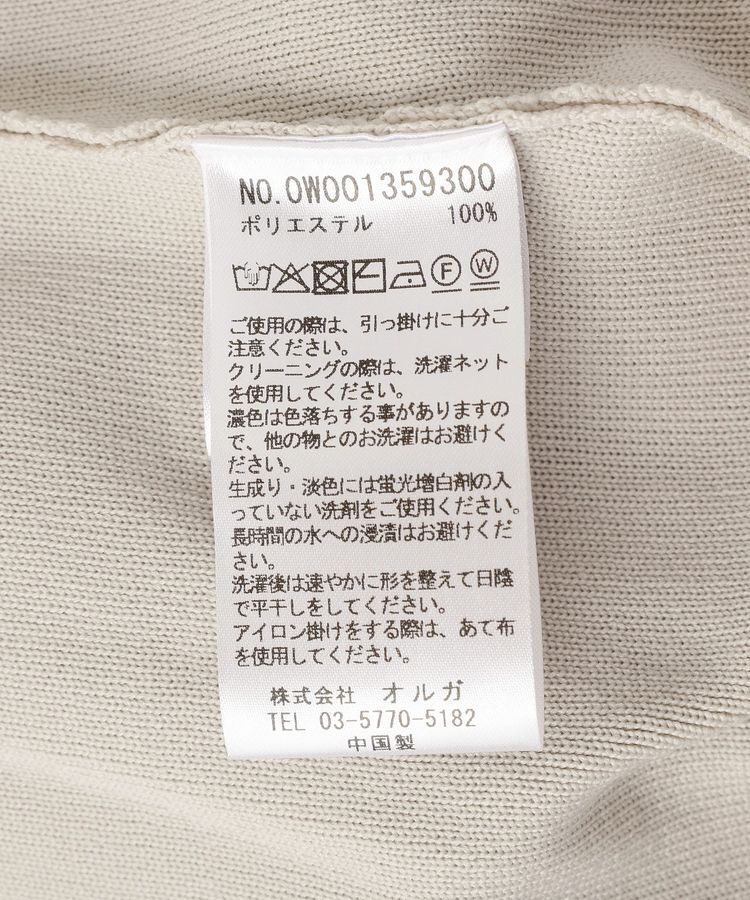 NO.OW001359300
ポリエステル 100%
F W
ご使用の際は、引っ掛けに十分ご
注意ください。
クリーニングの際は、洗濯ネット
を使用してください。
濃色は色落ちする事がありますの
で、他の物とのお洗濯はお避けく
ださい。
生成り・淡色には蛍光増白剤の入
っていない洗剤をご使用ください。
長時間の水への浸漬はお避けくだ
さい。
洗濯後は速やかに形を整えて日陰
で平干しをしてください。
アイロン掛けをする際は、あて布
を使用してください。
株式会社 オルガ
TEL 03-5770-5182
中国製